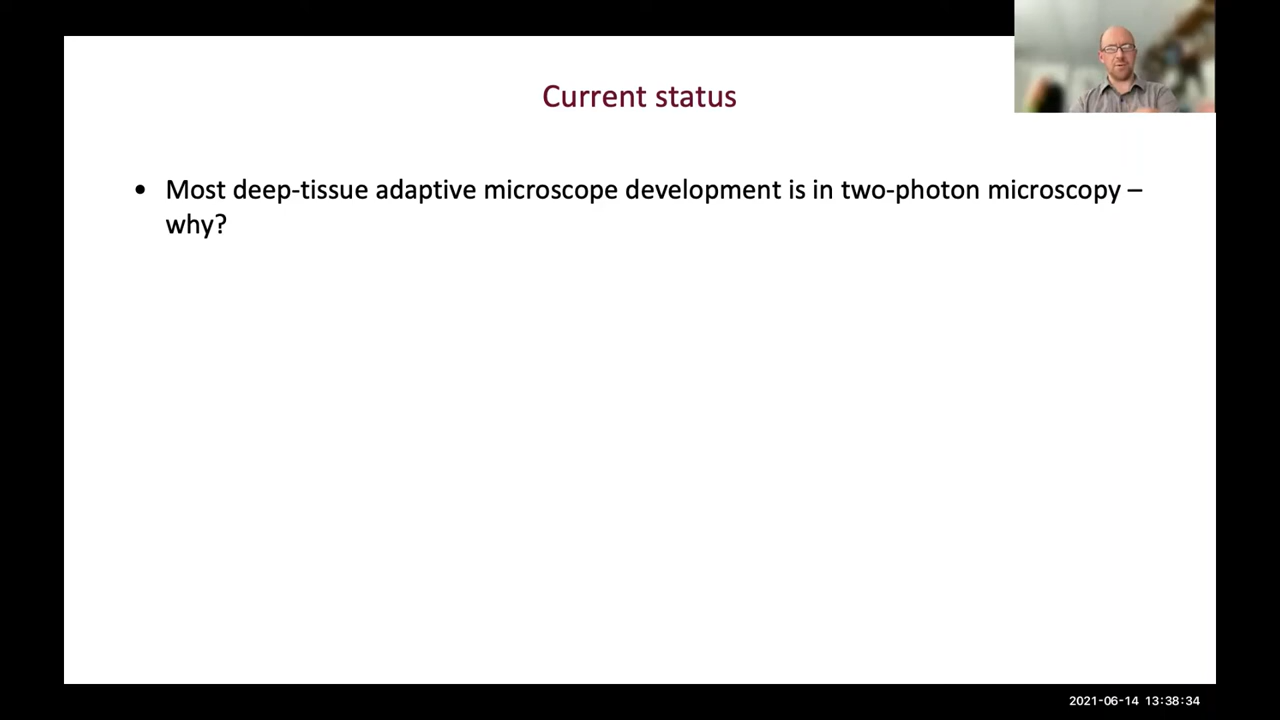 Current status
• Most deep-tissue adaptive microscope development is in two-photon microscopy –
why?
2021-06-14 13:38:34